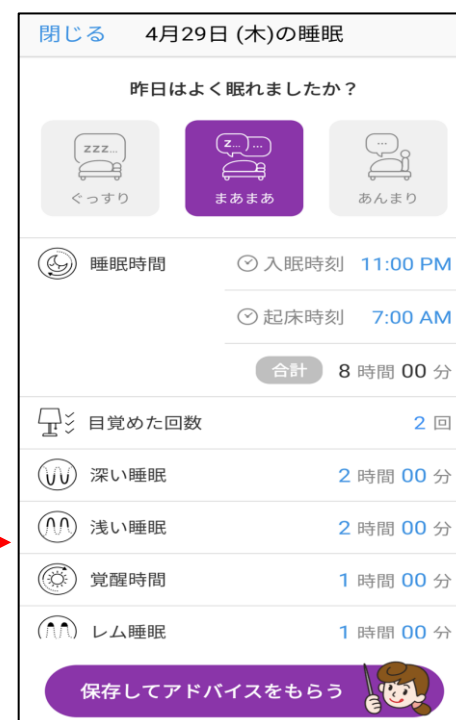 閉じる 4月29日 (木)の睡眠
昨日はよく眠れましたか？
zzz... z... ... ...
ぐっすり まあまあ あんまり
睡眠時間 入眠時刻 11:00 PM
起床時刻 7:00 AM
合計 8 時間 00 分
目覚めた回数 2 回
深い睡眠 2 時間 00 分
浅い睡眠 2 時間 00 分
覚醒時間 1 時間 00 分
レム睡眠 1 時間 00 分
保存してアドバイスをもらう